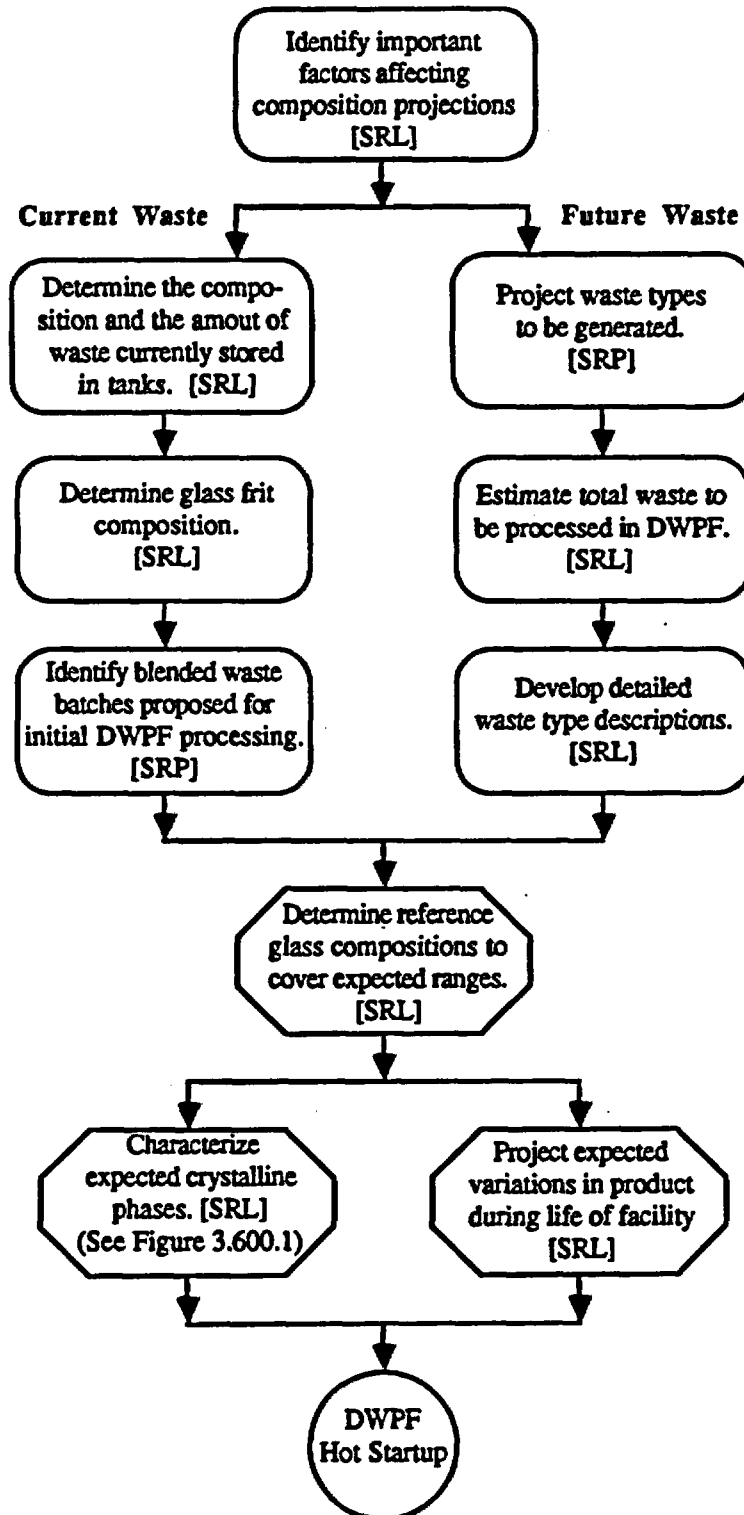 Identify important
factors affecting
composition projections
[SRL]
Current Waste
Future Waste
Determine the compo-
sition and the amout of
waste currently stored
in tanks. [SRL]
Project waste types
to be generated.
[SRP]
Determine glass frit
composition.
[SRL]
Estimate total waste to
be processed in DWPF.
[SRL]
Identify blended waste
batches proposed for
initial DWPF processing.
[SRP]
Develop detailed
waste type descriptions.
[SRL]
Determine reference
glass compositions to
cover expected ranges.
[SRL]
Characterize
expected crystalline
phases. [SRL]
(See Figure 3.600.1)
Project expected
variations in product
during life of facility
[SRL]
DWPF
Hot Startup